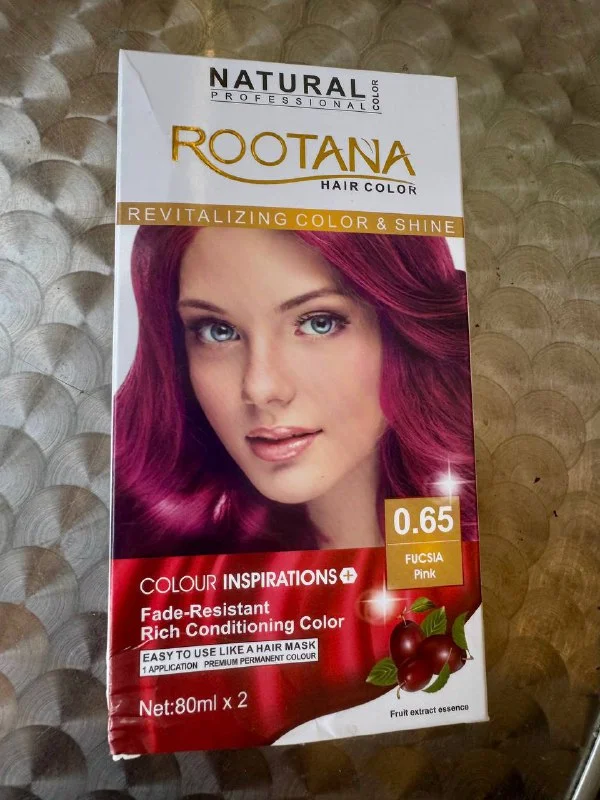 NATURAL
PROFESSIONAL
COLOR
ROOTANA
HAIR COLOR
REVITALIZING COLOR & SHINE
0.65
FUCSIA
Pink
COLOUR INSPIRATIONS+
Fade-Resistant
Rich Conditioning Color
EASY TO USE LIKE A HAIR MASK
1 APPLICATION PREMIUM PERMANENT COLOUR
Net:80ml x 2
Fruit extract essence